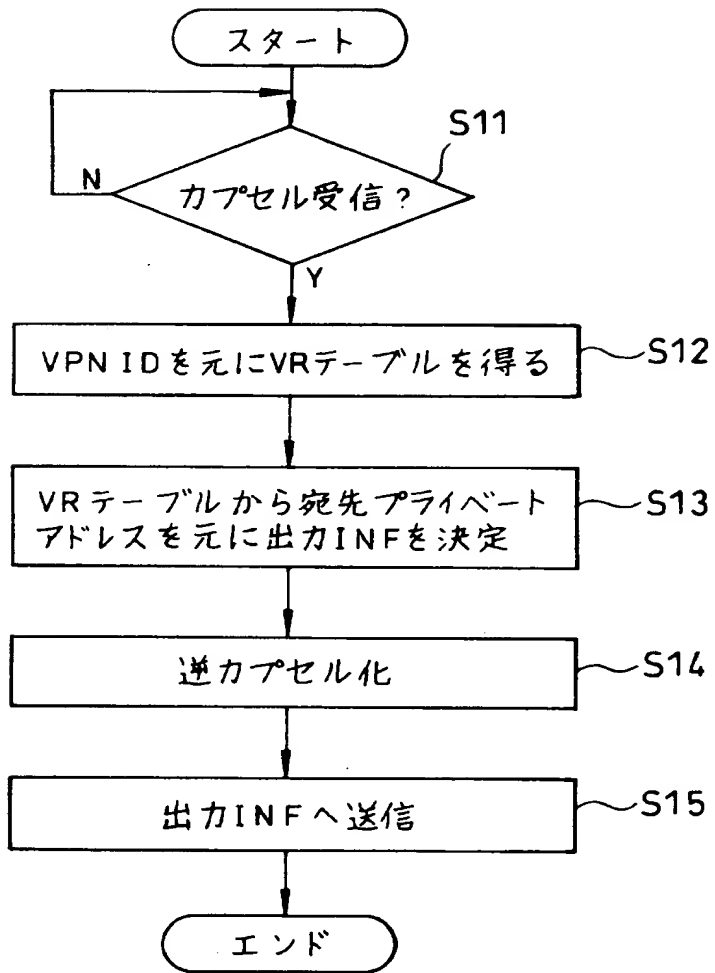 スタート
S11
N
カプセル受信?
Y
VPN IDを元にVRテーブルを得る
S12
VRテーブルから宛先プライベート
アドレスを元に出力INFを決定
S13
逆カプセル化
S14
出力INFへ送信
S15
エンド